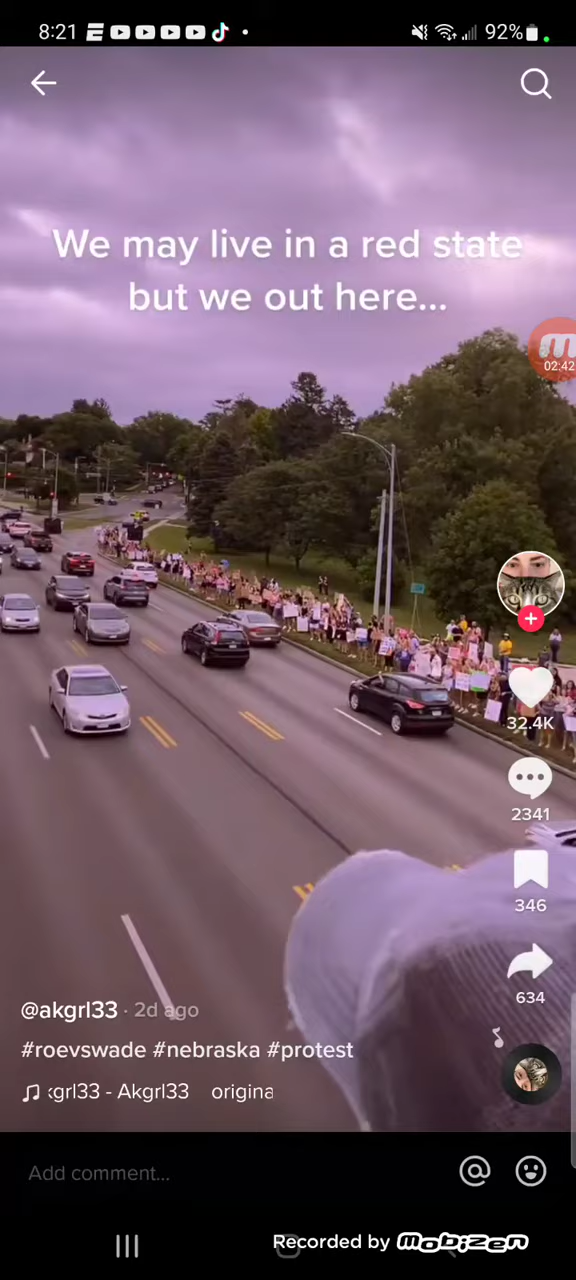 8:21
92%
We may live in a red state
but we out here...
02:42
32.4K
2341
346
634
@akgrl33 · 2d ago
#roevswade #nebraska #protest
kgrl33 - Akgrl33 origina
Add comment...
Recorded by mobizen